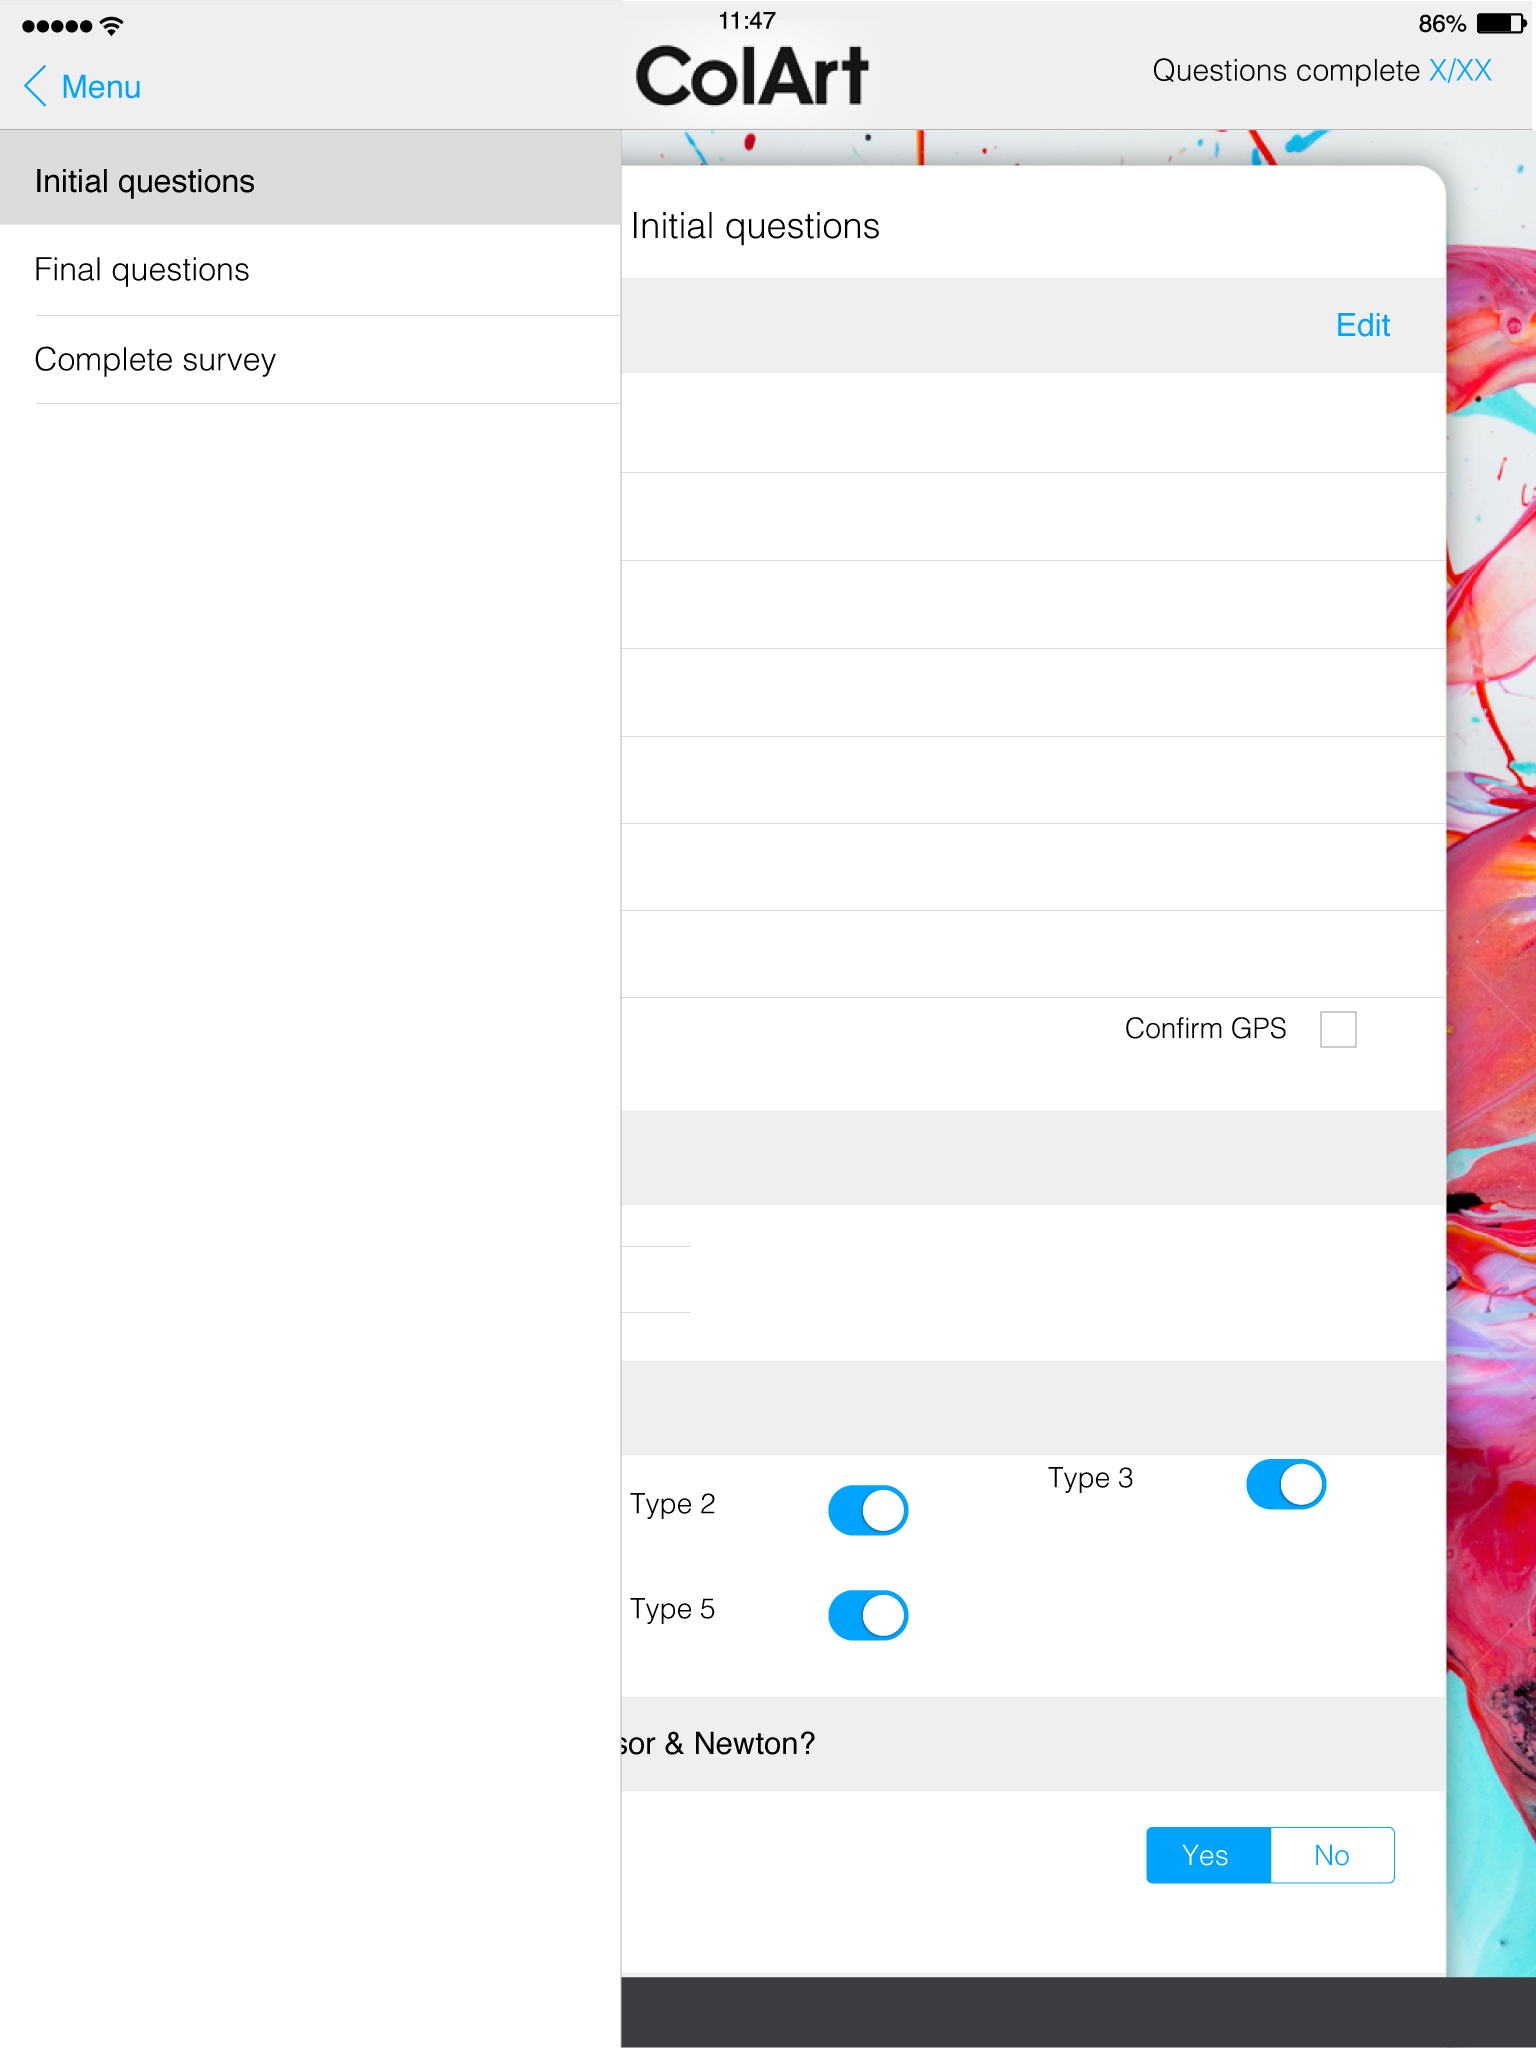 11:47
86%
Menu
ColArt
Questions complete X/XX
Initial questions
Final questions
Complete survey
Initial questions
Edit
Confirm GPS
Type 2
Type 3
Type 5
sor & Newton?
Yes
No